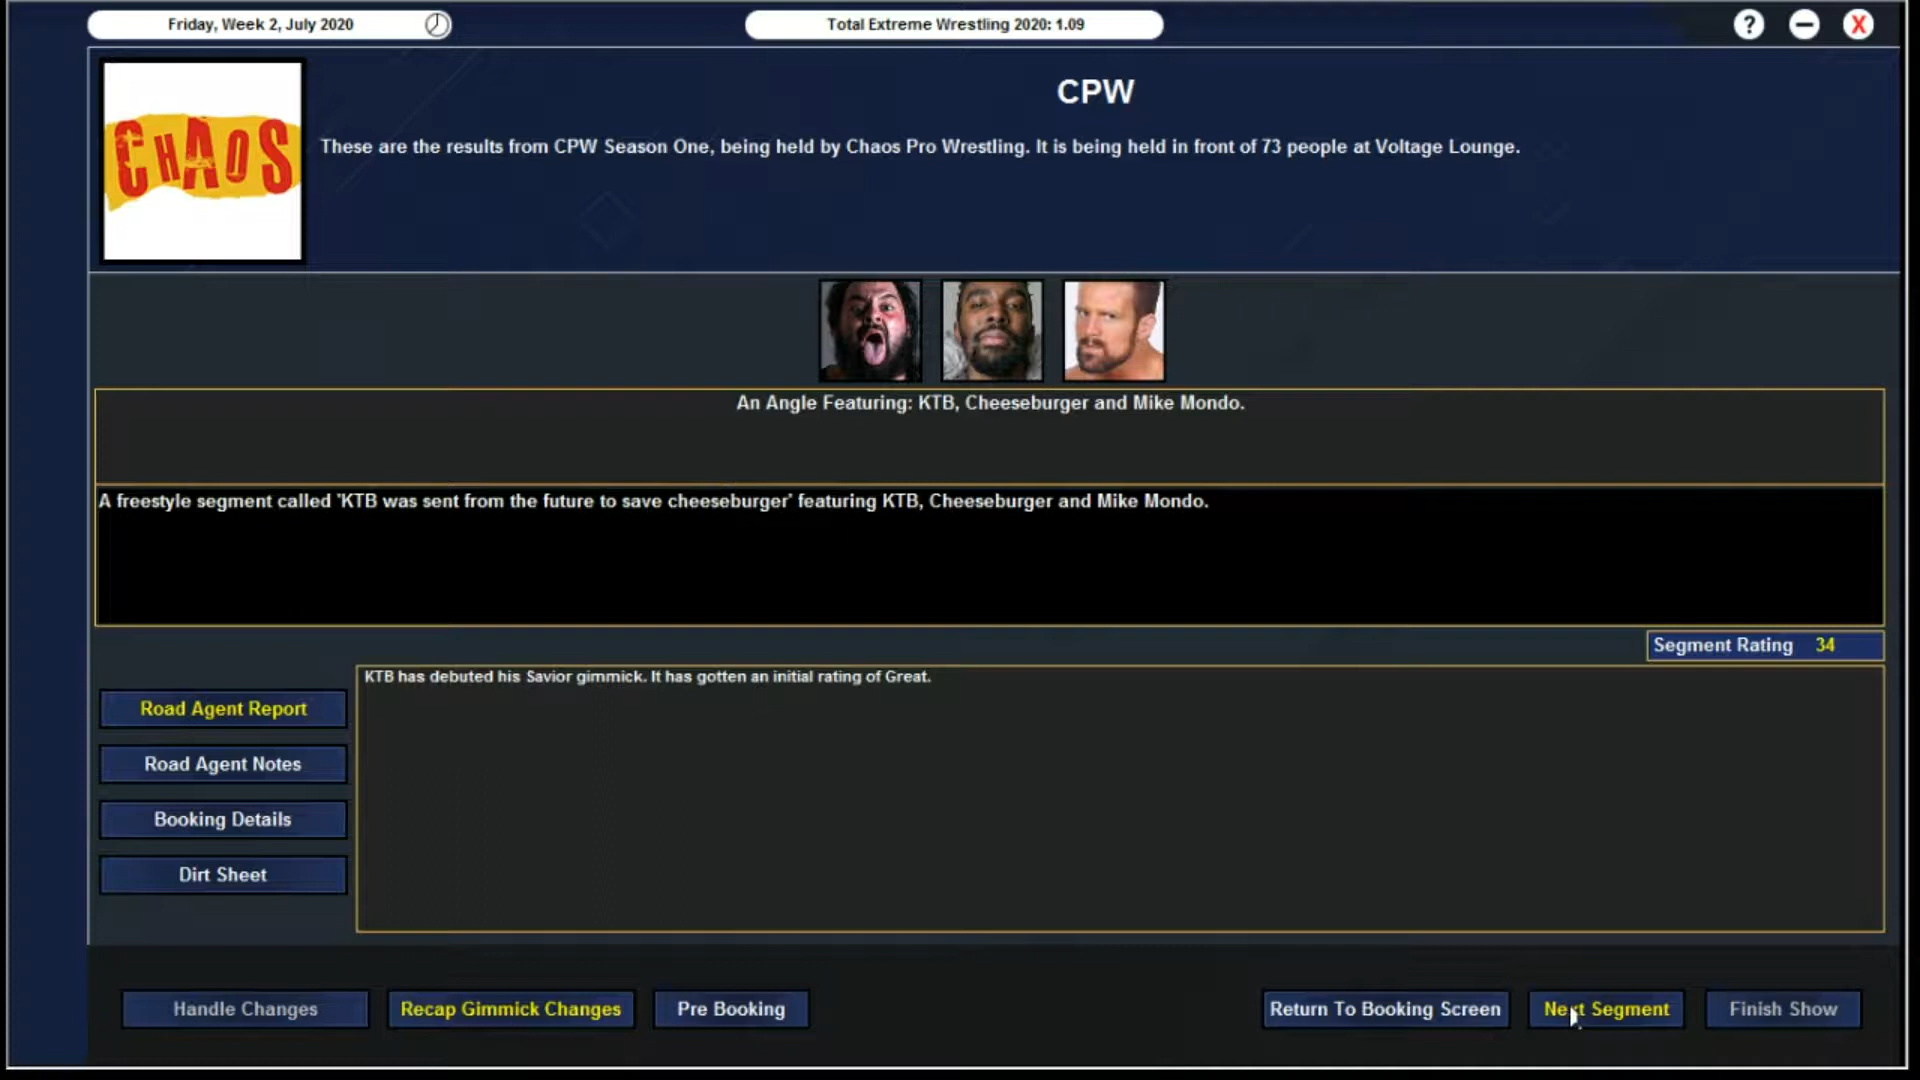 Friday, Week 2, July 2020
Total Extreme Wrestling 2020: 1.09
?
X
CHAOS
CPW
These are the results from CPW Season One, being held by Chaos Pro Wrestling. It is being held in front of 73 people at Voltage Lounge.
An Angle Featuring: KTB, Cheeseburger and Mike Mondo.
A freestyle segment called 'KTB was sent from the future to save cheeseburger' featuring KTB, Cheeseburger and Mike Mondo.
Segment Rating 34
KTB has debuted his Savior gimmick. It has gotten an initial rating of Great.
Road Agent Report
Road Agent Notes
Booking Details
Dirt Sheet
Handle Changes
Recap Gimmick Changes
Pre Booking
Return To Booking Screen
Next Segment
Finish Show